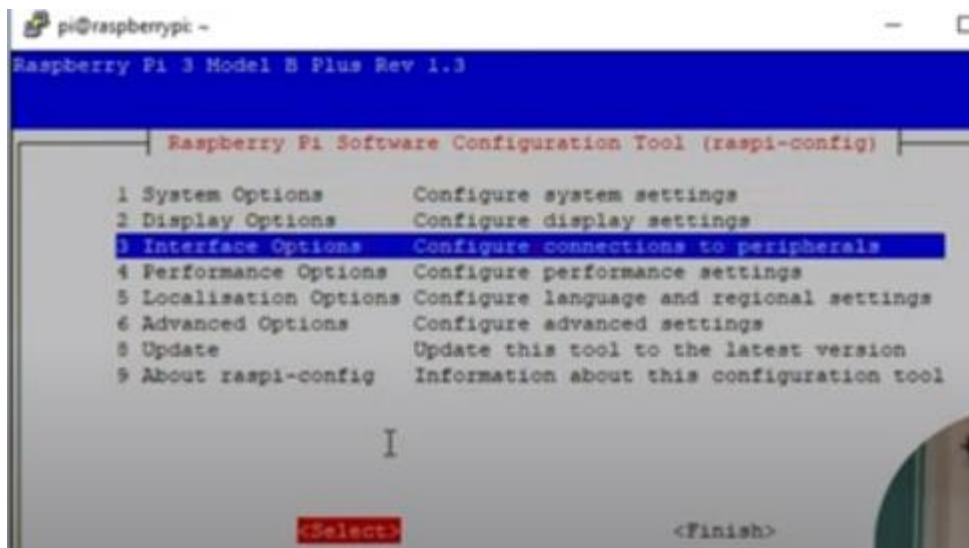 pi@raspberrypi: ~
Raspberry Pi 3 Model B Plus Rev 1.3
Raspberry Pi Software Configuration Tool (raspi-config)
1 System Options Configure system settings
2 Display Options Configure display settings
3 Interface Options Configure connections to peripherals
4 Performance Options Configure performance settings
5 Localisation Options Configure language and regional settings
6 Advanced Options Configure advanced settings
8 Update Update this tool to the latest version
9 About raspi-config Information about this configuration tool
<Select> <Finish>